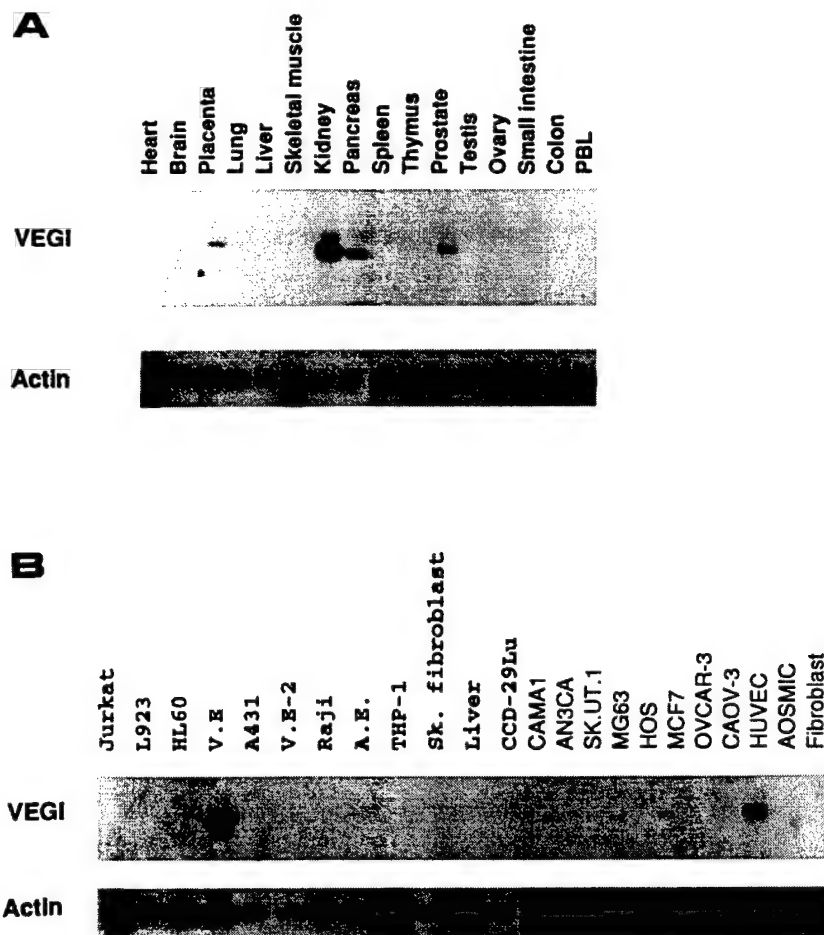 A
Heart
Brain
Placenta
Lung
Liver
Skeletal muscle
Kidney
Pancreas
Spleen
Thymus
Prostate
Testis
Ovary
Small intestine
Colon
PBL
VEGI
Actin
B
Jurkat
L923
HL60
V.E
A431
V.E-2
Raji
A.E.
THP-1
Sk. fibroblast
Liver
CCD-29Lu
CAMA1
AN3CA
SK.UT.1
MG63
HOS
MCF7
OVCAR-3
CAOV-3
HUVEC
AOSMIC
Fibroblast
VEGI
Actin